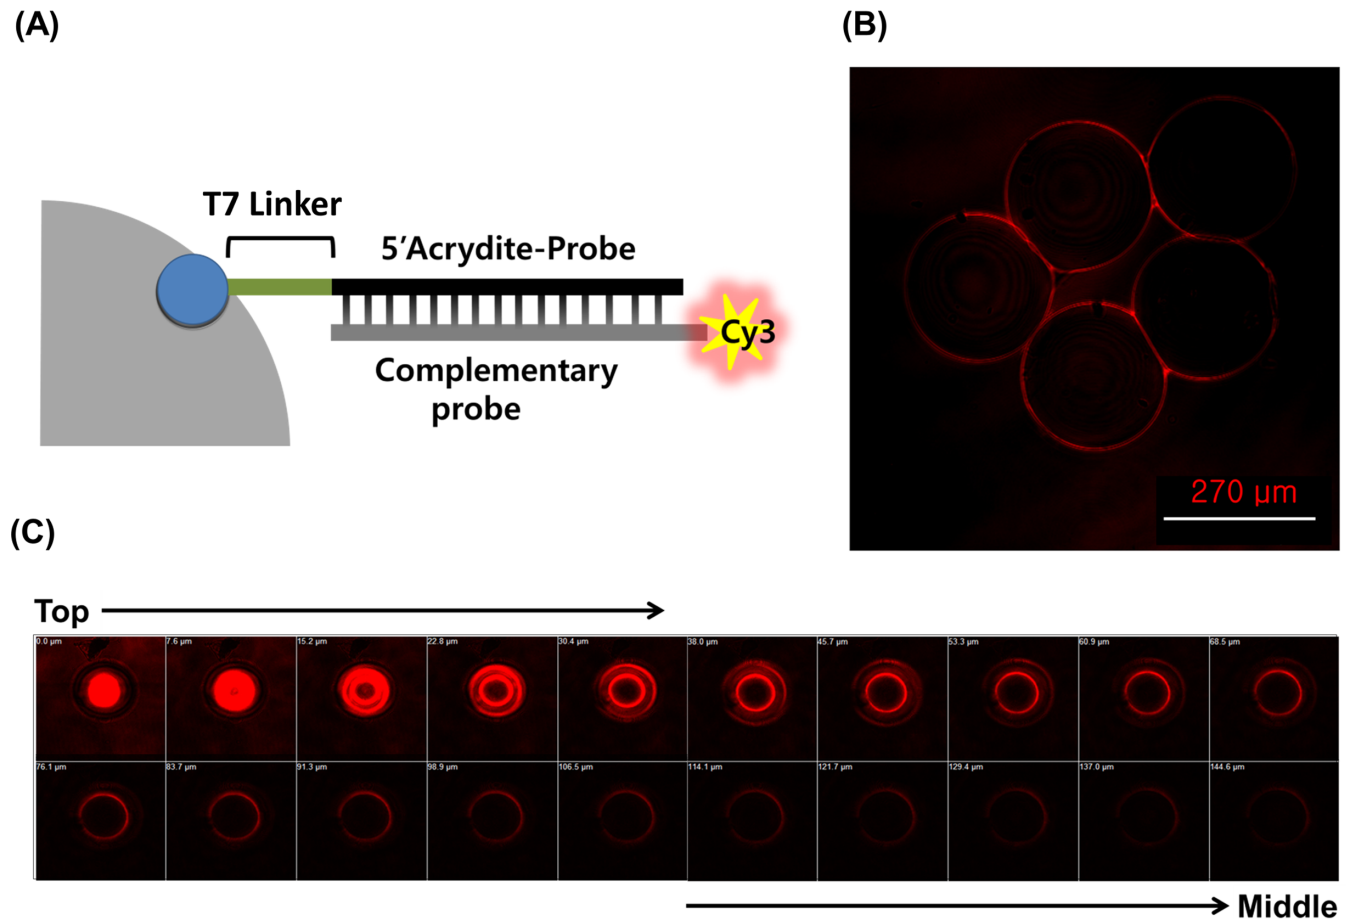 (A)
T7 Linker
5'Acrydite-Probe
Cy3
Complementary
probe
(B)
270 μm
(C)
Top
0.0 μm 7.6 μm 15.2 μm 22.8 μm 30.4 μm 38.0 μm 45.7 μm 53.3 μm 60.9 μm 68.5 μm
76.1 μm 83.7 μm 91.3 μm 98.9 μm 106.5 μm 114.1 μm 121.7 μm 129.4 μm 137.0 μm 144.6 μm
Middle